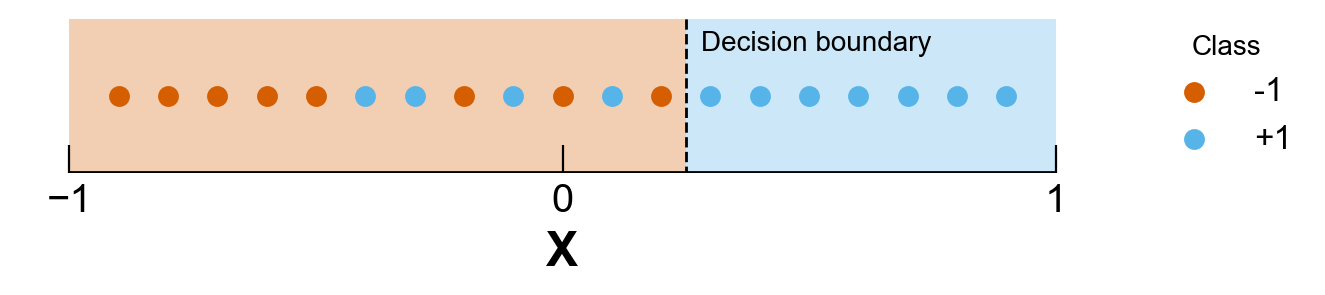 Decision boundary
Class
-1
+1
−1
0
1
X